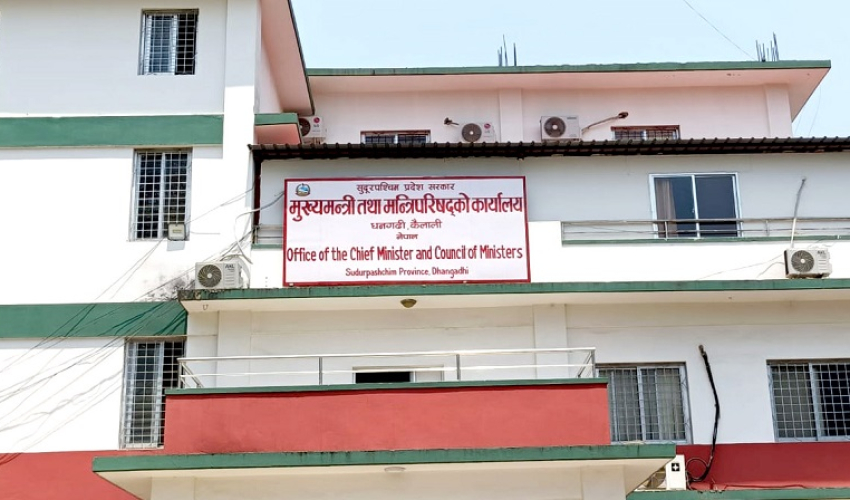 सुदूरपश्चिम प्रदेश सरकार
मुख्यमन्त्री तथा मन्त्रिपरिषद्को कार्यालय
धनगढी, कैलाली
नेपाल
Office of the Chief Minister and Council of Ministers
Sudurpashchim Province, Dhangadhi